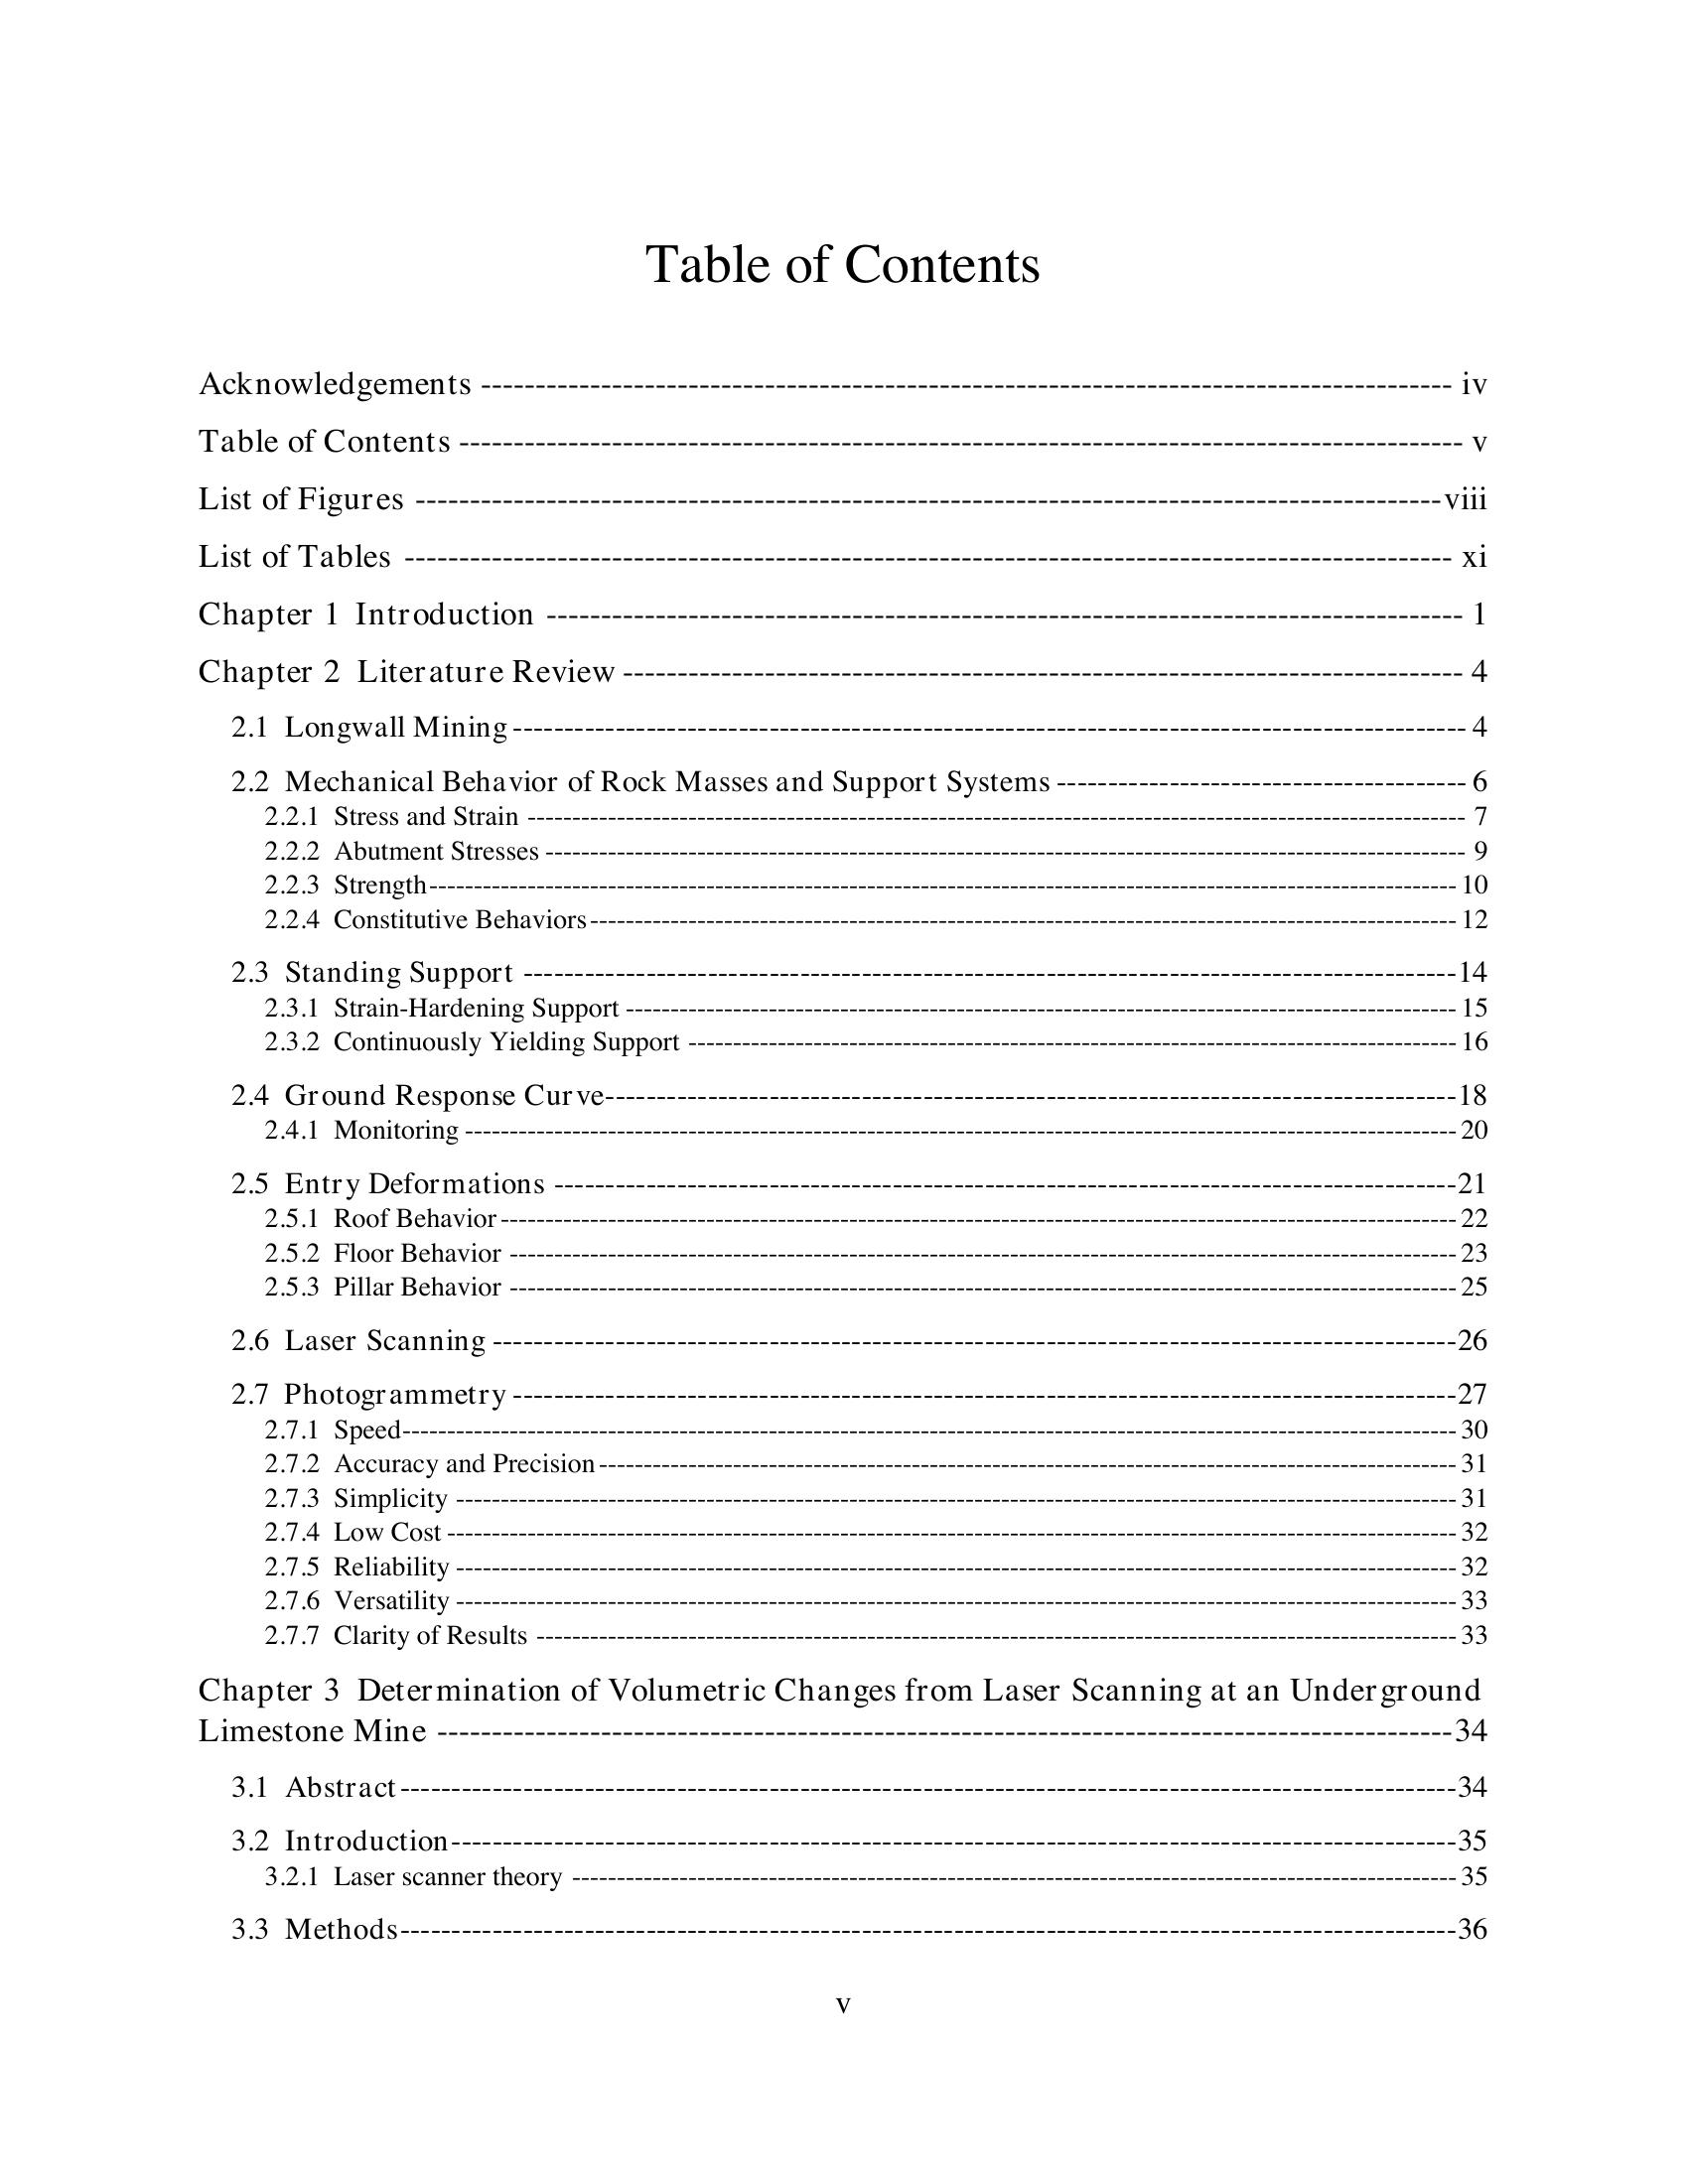 Table of Contents
Acknowledgements ---------- iv
Table of Contents ---------- v
List of Figures ---------- viii
List of Tables ---------- xi
Chapter 1 Introduction ---------- 1
Chapter 2 Literature Review ---------- 4
2.1 Longwall Mining ---------- 4
2.2 Mechanical Behavior of Rock Masses and Support Systems ---------- 6
2.2.1 Stress and Strain ---------- 7
2.2.2 Abutment Stresses ---------- 9
2.2.3 Strength ---------- 10
2.2.4 Constitutive Behaviors ---------- 12
2.3 Standing Support ---------- 14
2.3.1 Strain-Hardening Support ---------- 15
2.3.2 Continuously Yielding Support ---------- 16
2.4 Ground Response Curve ---------- 18
2.4.1 Monitoring ---------- 20
2.5 Entry Deformations ---------- 21
2.5.1 Roof Behavior ---------- 22
2.5.2 Floor Behavior ---------- 23
2.5.3 Pillar Behavior ---------- 25
2.6 Laser Scanning ---------- 26
2.7 Photogrammetry ---------- 27
2.7.1 Speed ---------- 30
2.7.2 Accuracy and Precision ---------- 31
2.7.3 Simplicity ---------- 31
2.7.4 Low Cost ---------- 32
2.7.5 Reliability ---------- 32
2.7.6 Versatility ---------- 33
2.7.7 Clarity of Results ---------- 33
Chapter 3 Determination of Volumetric Changes from Laser Scanning at an Underground
Limestone Mine ---------- 34
3.1 Abstract ---------- 34
3.2 Introduction ---------- 35
3.2.1 Laser scanner theory ---------- 35
3.3 Methods ---------- 36
v